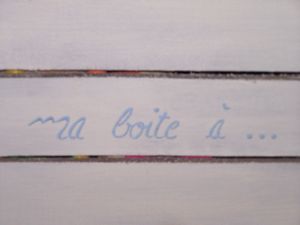 ma boite à ...